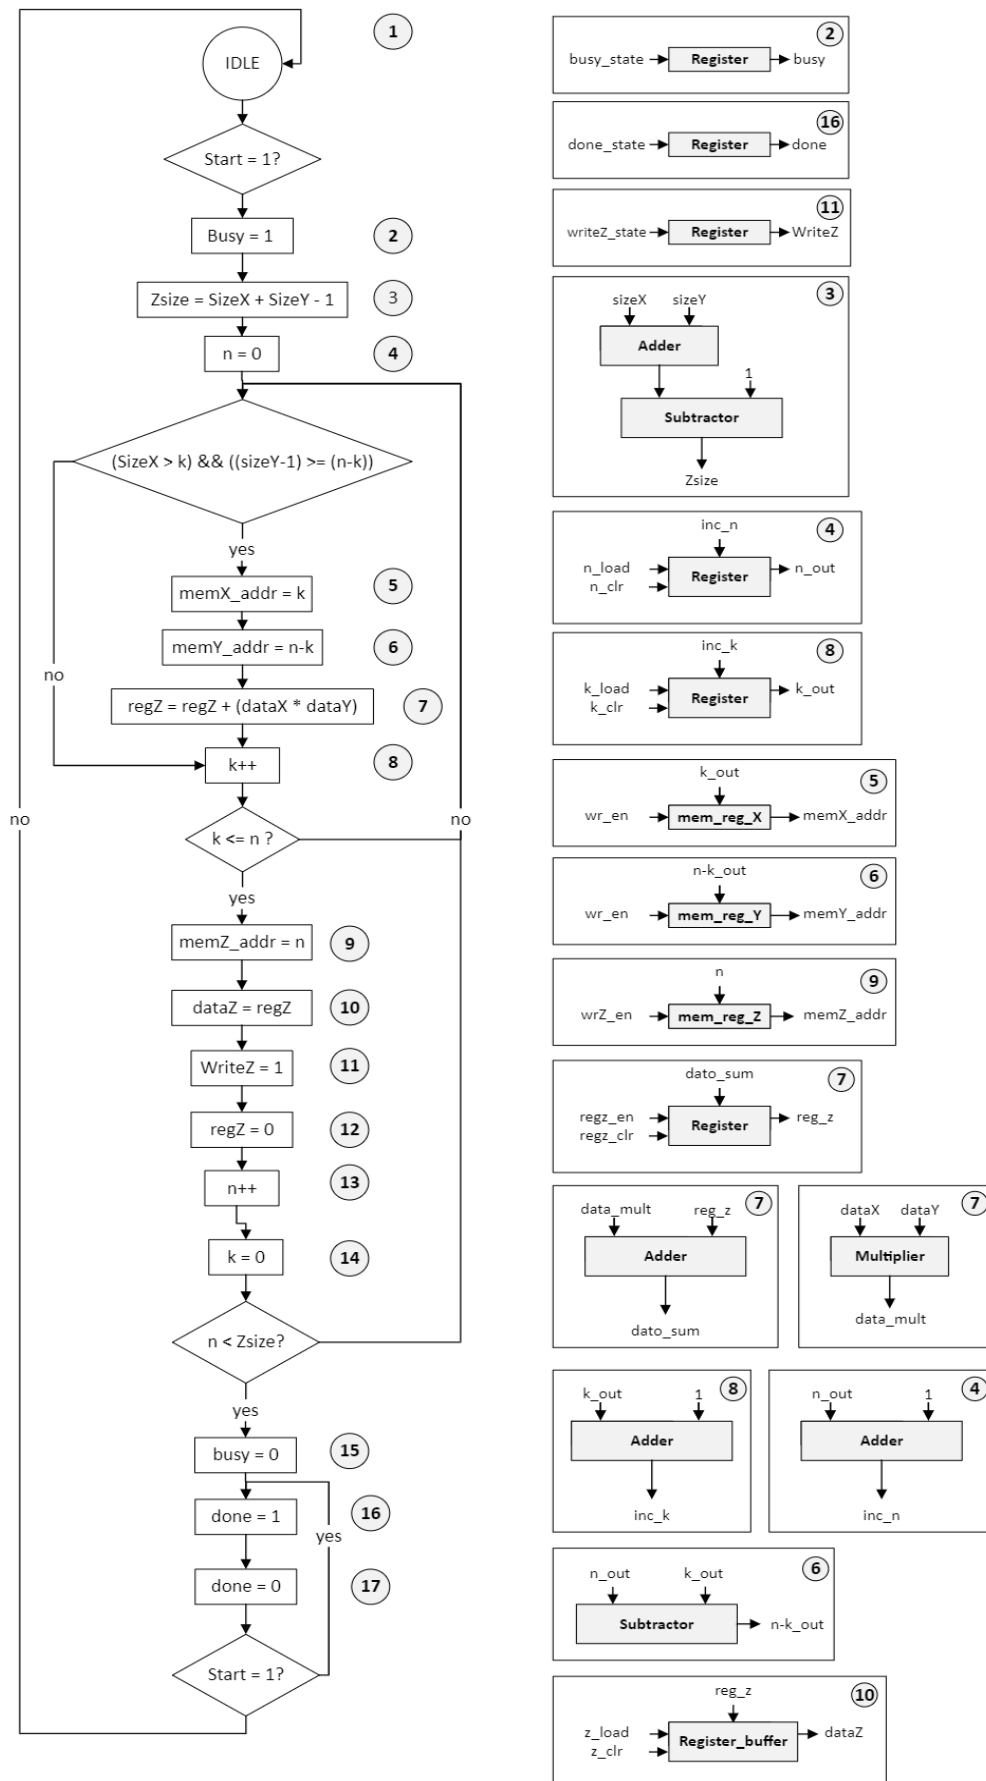 1
IDLE
Start = 1?
Busy = 1
2
Zsize = SizeX + SizeY - 1
3
n = 0
4
(SizeX > k) && ((sizeY-1) >= (n-k))
yes
memX_addr = k
5
memY_addr = n-k
6
no
regZ = regZ + (dataX * dataY)
7
k++
8
no
no
k <= n ?
yes
memZ_addr = n
9
dataZ = regZ
10
WriteZ = 1
11
regZ = 0
12
n++
13
k = 0
14
n < Zsize?
yes
busy = 0
15
done = 1
16
yes
done = 0
17
Start = 1?
2
busy_state
Register
busy
16
done_state
Register
done
11
writeZ_state
Register
WriteZ
3
sizeX
sizeY
Adder
1
Subtractor
Zsize
4
inc_n
n_load
n_clr
Register
n_out
8
inc_k
k_load
k_clr
Register
k_out
5
k_out
wr_en
mem_reg_X
memX_addr
6
n-k_out
wr_en
mem_reg_Y
memY_addr
9
n
wrZ_en
mem_reg_Z
memZ_addr
7
dato_sum
regz_en
regz_clr
Register
reg_z
7
data_mult
reg_z
Adder
dato_sum
7
dataX
dataY
Multiplier
data_mult
8
k_out
1
Adder
inc_k
4
n_out
1
Adder
inc_n
6
n_out
k_out
Subtractor
n-k_out
10
reg_z
z_load
z_clr
Register_buffer
dataZ